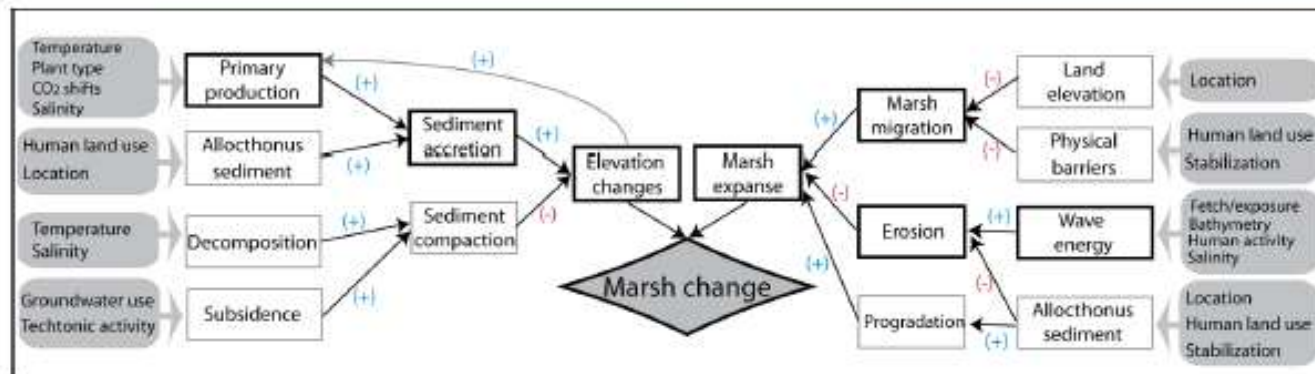 Temperature
Plant type
CO2 shifts
Salinity
Primary
production
(+)
(+)
Human land use
Location
Allocthonus
sediment
(+)
Sediment
accretion
(+)
Temperature
Salinity
Decomposition
(+)
Sediment
compaction
(-)
Groundwater use
Techtonic activity
Subsidence
(+)
Elevation
changes
Marsh
expanse
Marsh change
(+)
Marsh
migration
(-)
(-)
Land
elevation
Location
Physical
barriers
Human land use
Stabilization
(-)
Erosion
(+)
Wave
energy
Fetch/exposure
Bathymetry
Human activity
Salinity
(+)
Progradation
(-)
(+)
Allocthonus
sediment
Location
Human land use
Stabilization